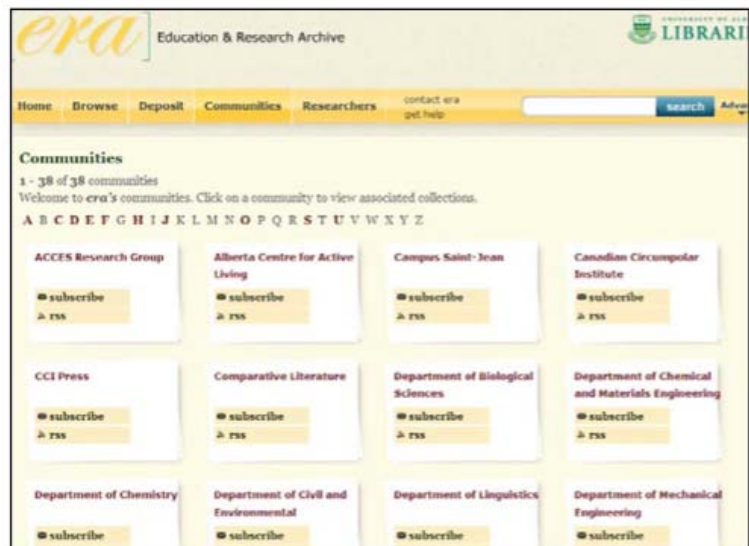 era Education & Research Archive
LIBRARI
Home Browse Deposit Communities Researchers
contact era
get help
search Adva
Communities
1 - 38 of 38 communities
Welcome to era's communities. Click on a community to view associated collections.
A B C D E F G H I J K L M N O P Q R S T U V W X Y Z
ACCES Research Group
subscribe
rss
Alberta Centre for Active
Living
subscribe
rss
Campus Saint-Jean
subscribe
rss
Canadian Circumpolar
Institute
subscribe
rss
CCI Press
subscribe
rss
Comparative Literature
subscribe
rss
Department of Biological
Sciences
subscribe
rss
Department of Chemical
and Materials Engineering
subscribe
rss
Department of Chemistry
subscribe
Department of Civil and
Environmental
subscribe
Department of Linguistics
subscribe
Department of Mechanical
Engineering
subscribe